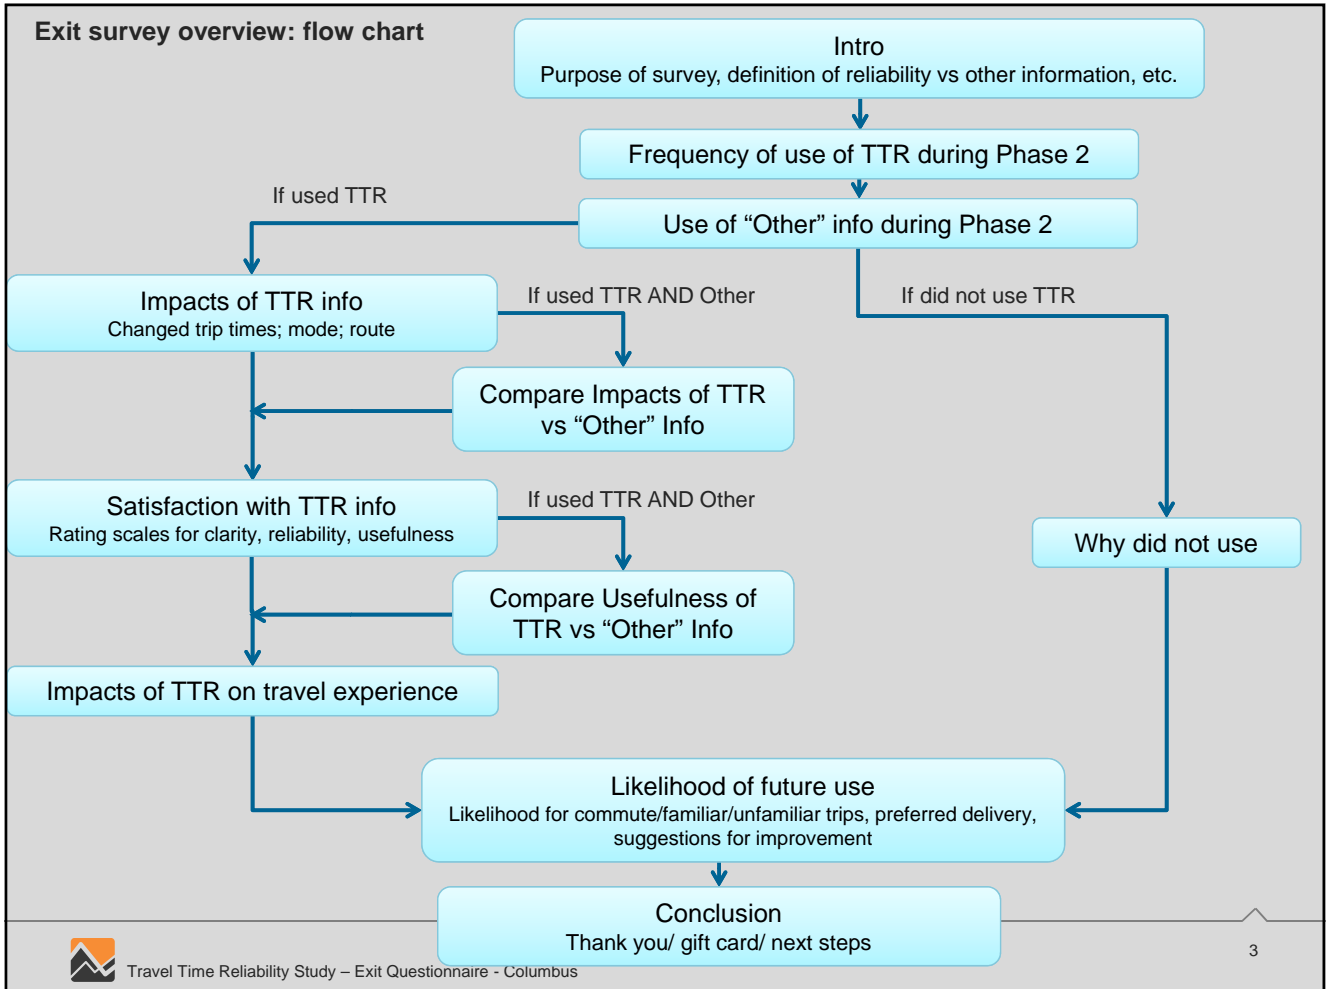 Exit survey overview: flow chart
Intro
Purpose of survey, definition of reliability vs other information, etc.
Frequency of use of TTR during Phase 2
If used TTR
Use of “Other” info during Phase 2
Impacts of TTR info
Changed trip times; mode; route
If used TTR AND Other
If did not use TTR
Compare Impacts of TTR
vs “Other” Info
Satisfaction with TTR info
Rating scales for clarity, reliability, usefulness
If used TTR AND Other
Why did not use
Compare Usefulness of
TTR vs “Other” Info
Impacts of TTR on travel experience
Likelihood of future use
Likelihood for commute/familiar/unfamiliar trips, preferred delivery,
suggestions for improvement
Conclusion
Thank you/ gift card/ next steps
Travel Time Reliability Study – Exit Questionnaire - Columbus
3